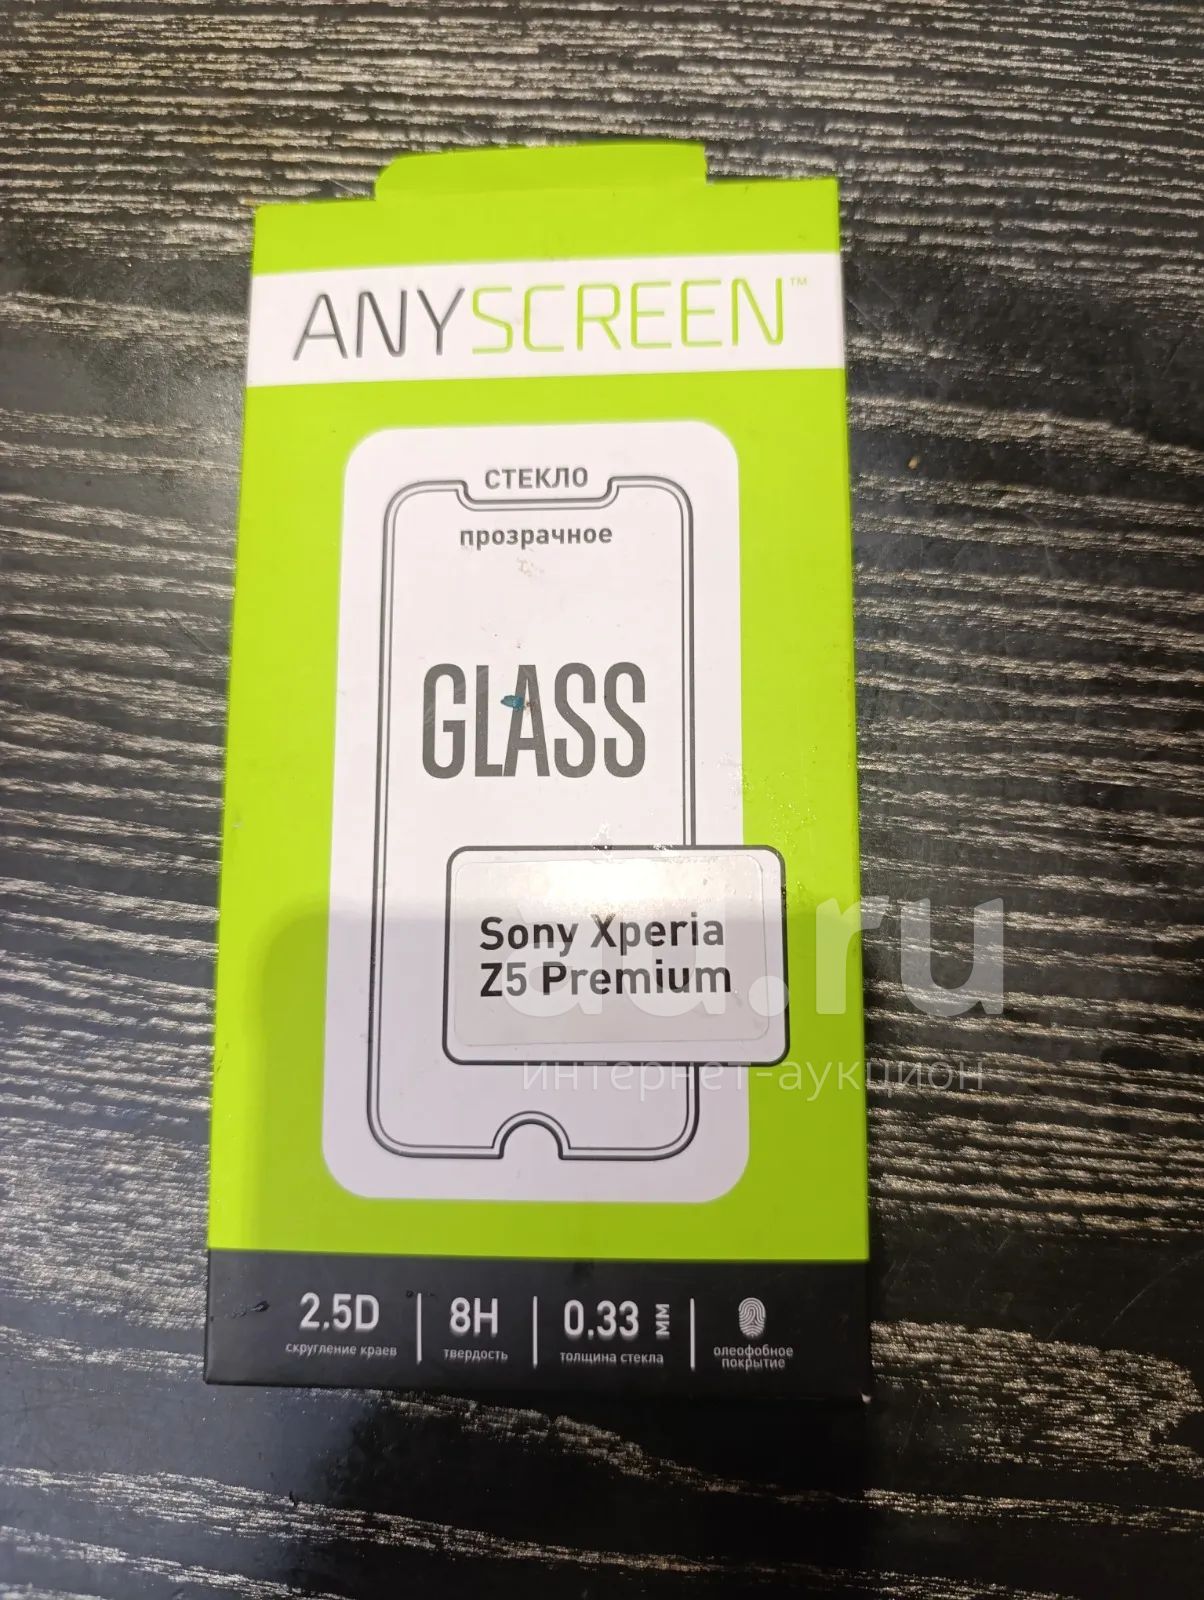 ANYSCREEN™
СТЕКЛО
прозрачное
GLASS
Sony Xperia
Z5 Premium
au.ru
интернет-аукцион
2.5D
скругление краев
8H
твердость
0.33 мм
толщина стекла
олеофобное
покрытие